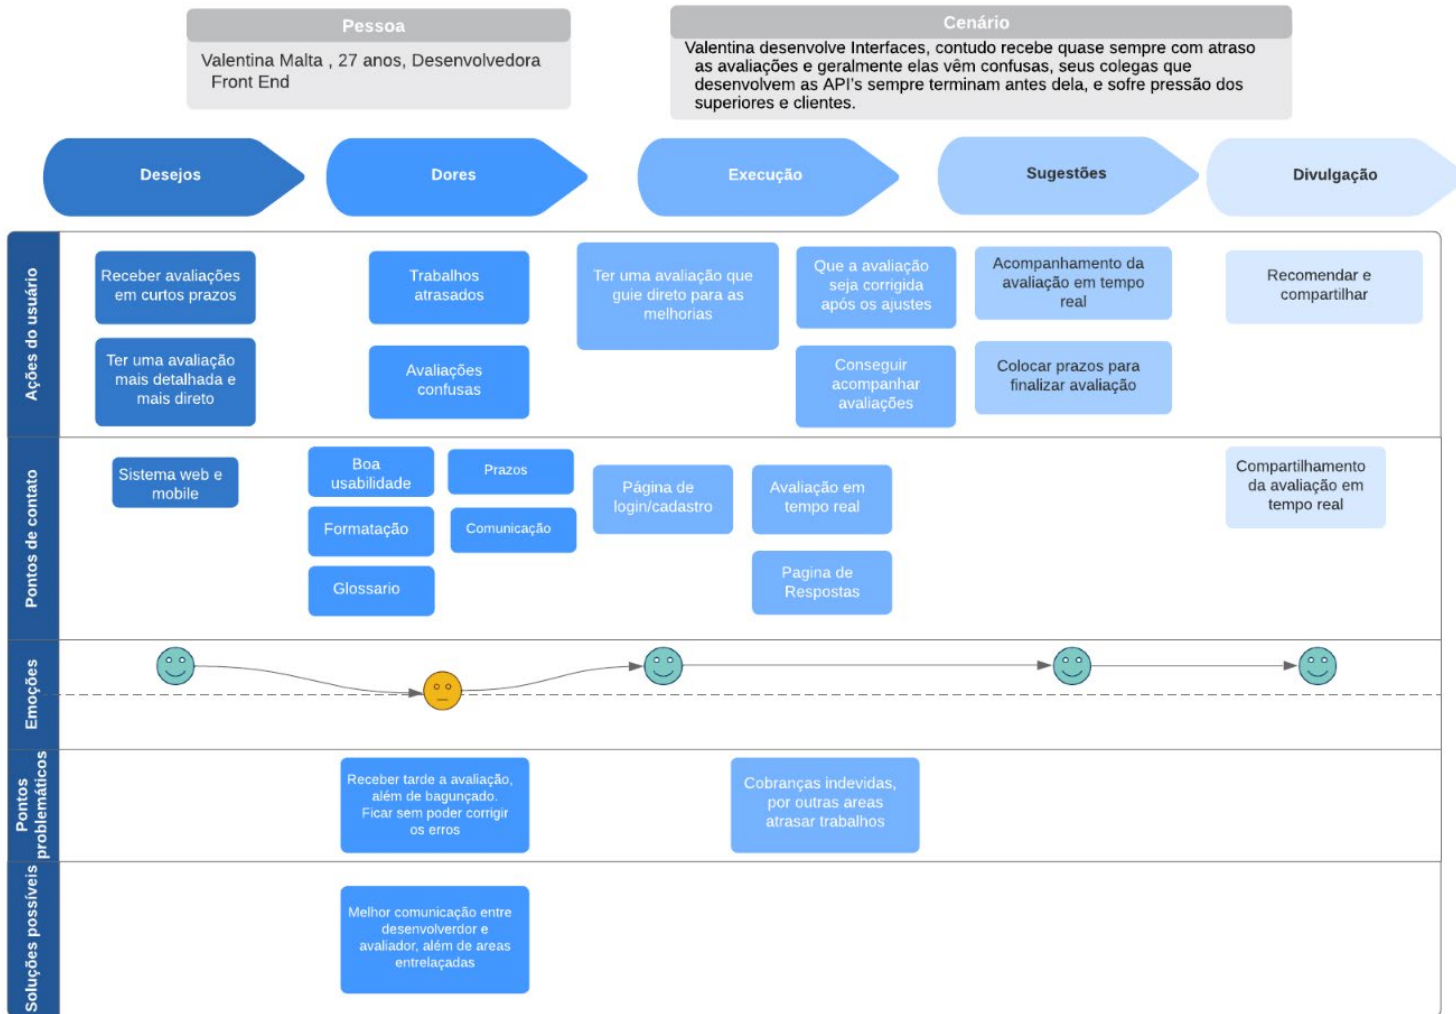 Pessoa
Valentina Malta , 27 anos, Desenvolvedora
Front End
Cenário
Valentina desenvolve Interfaces, contudo recebe quase sempre com atraso
as avaliações e geralmente elas vêm confusas, seus colegas que
desenvolvem as API's sempre terminam antes dela, e sofre pressão dos
superiores e clientes.
Desejos
Dores
Execução
Sugestões
Divulgação
Ações do usuário
Receber avaliações
em curtos prazos
Ter uma avaliação
mais detalhada e
mais direto
Trabalhos
atrasados
Avaliações
confusas
Ter uma avaliação que
guie direto para as
melhorias
Que a avaliação
seja corrigida
após os ajustes
Conseguir
acompanhar
avaliações
Acompanhamento da
avaliação em tempo
real
Colocar prazos para
finalizar avaliação
Recomendar e
compartilhar
Pontos de contato
Sistema web e
mobile
Boa
usabilidade
Prazos
Formatação
Comunicação
Glossario
Página de
login/cadastro
Avaliação em
tempo real
Pagina de
Respostas
Compartilhamento
da avaliação em
tempo real
Emoções
Pontos
problemáticos
Receber tarde a avaliação,
além de bagunçado.
Ficar sem poder corrigir
os erros
Cobranças indevidas,
por outras areas
atrasar trabalhos
Soluções possíveis
Melhor comunicação entre
desenvolverdor e
avaliador, além de areas
entrelaçadas